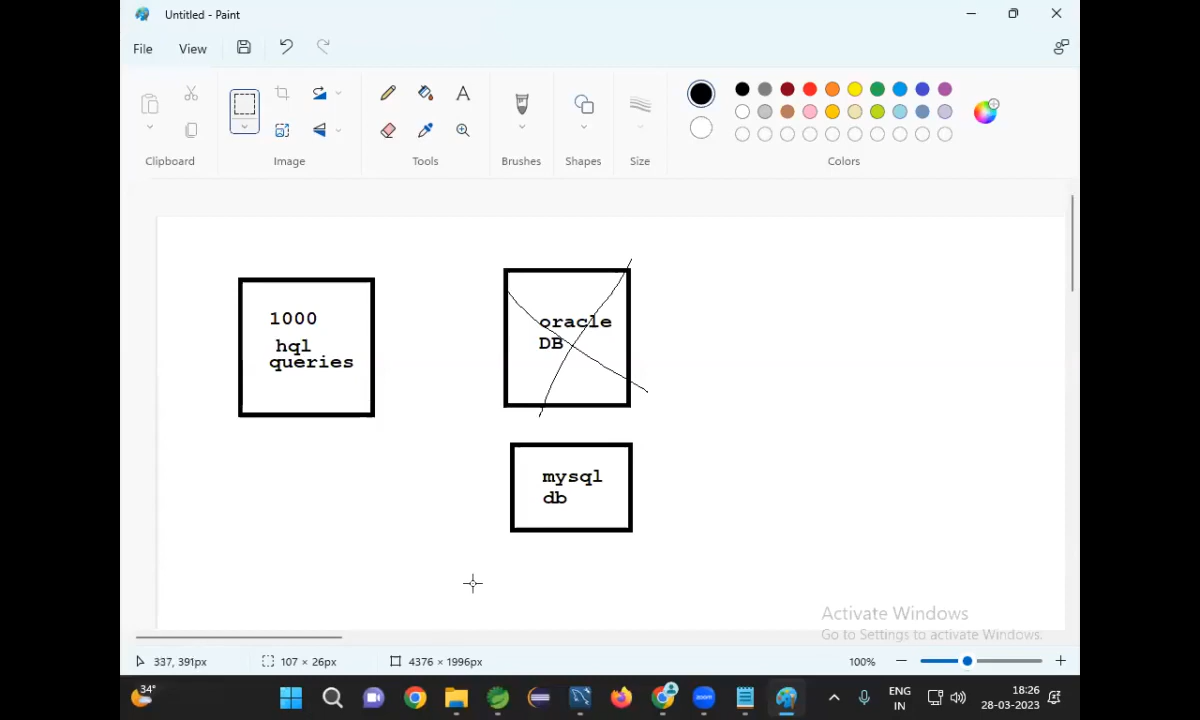 Untitled - Paint
File View
Clipboard Image Tools Brushes Shapes Size Colors
1000
hql
queries
oracle
DB
mysql
db
Activate Windows
Go to Settings to activate Windows.
337, 391px 107 × 26px 4376 × 1996px 100%
34°
zoom
ENG
IN
18:26
28-03-2023